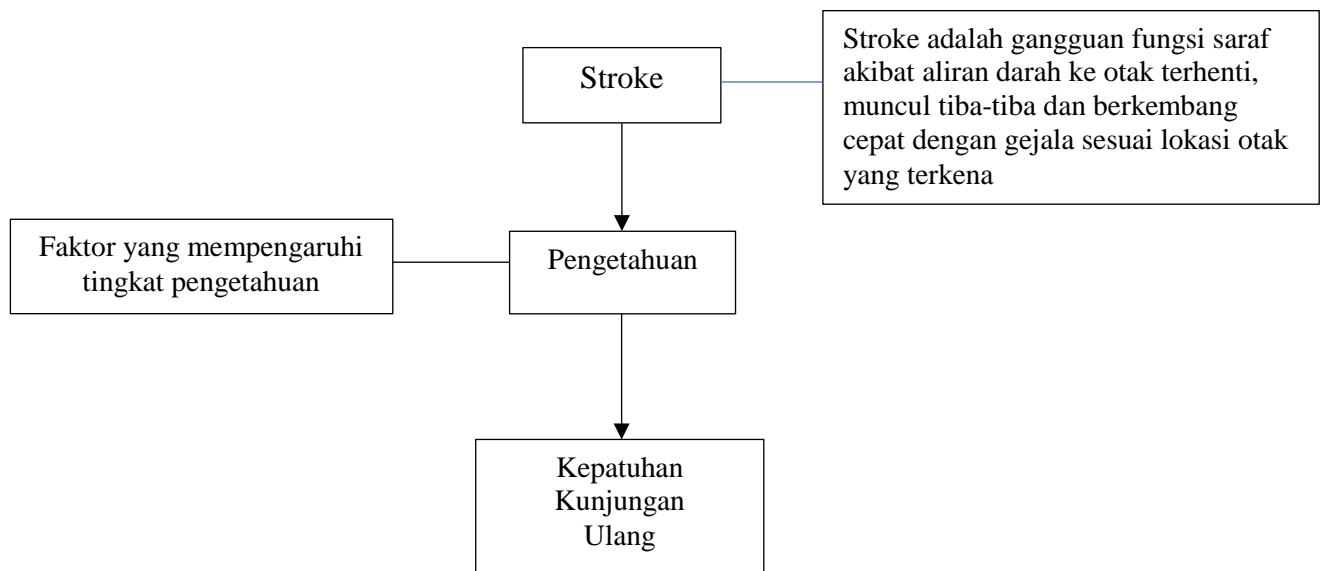 Stroke
Stroke adalah gangguan fungsi saraf
akibat aliran darah ke otak terhenti,
muncul tiba-tiba dan berkembang
cepat dengan gejala sesuai lokasi otak
yang terkena
Faktor yang mempengaruhi
tingkat pengetahuan
Pengetahuan
Kepatuhan
Kunjungan
Ulang